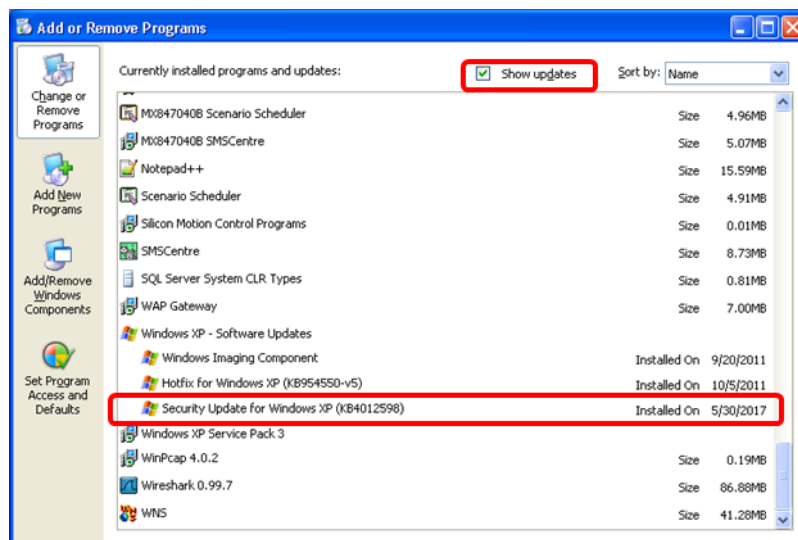 Add or Remove Programs
Currently installed programs and updates:
Show updates
Sort by: Name
Change or
Remove
Programs
Add New
Programs
Add/Remove
Windows
Components
Set Program
Access and
Defaults
MX847040B Scenario Scheduler Size 4.96MB
MX847040B SMSCentre Size 5.07MB
Notepad++ Size 15.59MB
Scenario Scheduler Size 4.91MB
Silicon Motion Control Programs Size 0.01MB
SMSCentre Size 8.73MB
SQL Server System CLR Types Size 0.81MB
WAP Gateway Size 7.00MB
Windows XP - Software Updates
Windows Imaging Component Installed On 9/20/2011
Hotfix for Windows XP (KB954550-v5) Installed On 10/5/2011
Security Update for Windows XP (KB4012598) Installed On 5/30/2017
Windows XP Service Pack 3
WinPcap 4.0.2 Size 0.19MB
Wireshark 0.99.7 Size 86.88MB
WNS Size 41.28MB